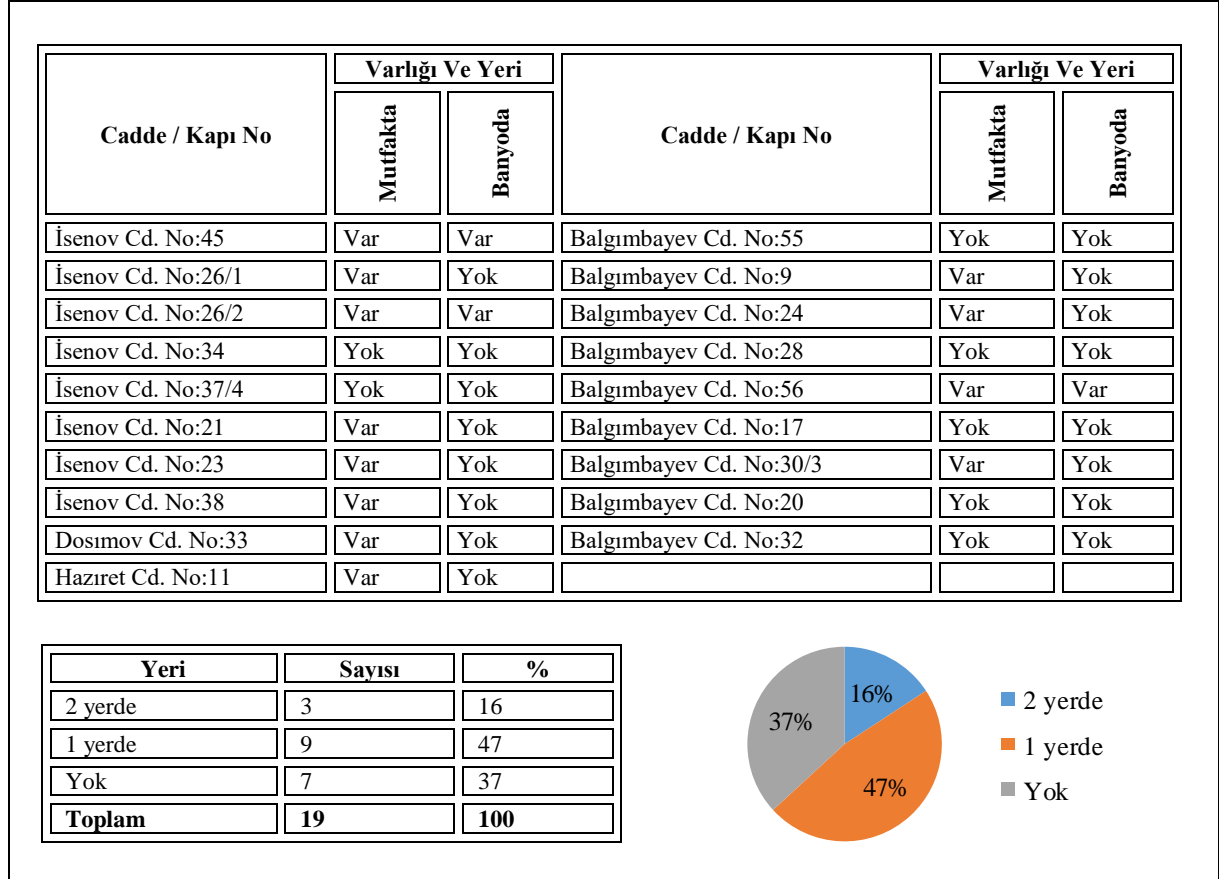 Cadde / Kapı No Varlığı Ve Yeri Cadde / Kapı No Varlığı Ve Yeri
Mutfakta Banyoda Mutfakta Banyoda
İsenov Cd. No:45 Var Var Balgımbayev Cd. No:55 Yok Yok
İsenov Cd. No:26/1 Var Yok Balgımbayev Cd. No:9 Var Yok
İsenov Cd. No:26/2 Var Var Balgımbayev Cd. No:24 Var Yok
İsenov Cd. No:34 Yok Yok Balgımbayev Cd. No:28 Yok Yok
İsenov Cd. No:37/4 Yok Yok Balgımbayev Cd. No:56 Var Var
İsenov Cd. No:21 Var Yok Balgımbayev Cd. No:17 Yok Yok
İsenov Cd. No:23 Var Yok Balgımbayev Cd. No:30/3 Var Yok
İsenov Cd. No:38 Var Yok Balgımbayev Cd. No:20 Yok Yok
Dosımov Cd. No:33 Var Yok Balgımbayev Cd. No:32 Yok Yok
Hazıret Cd. No:11 Var Yok
Yeri Sayısı %
2 yerde 3 16
1 yerde 9 47
Yok 7 37
Toplam 19 100
16%
37%
47%
2 yerde
1 yerde
Yok